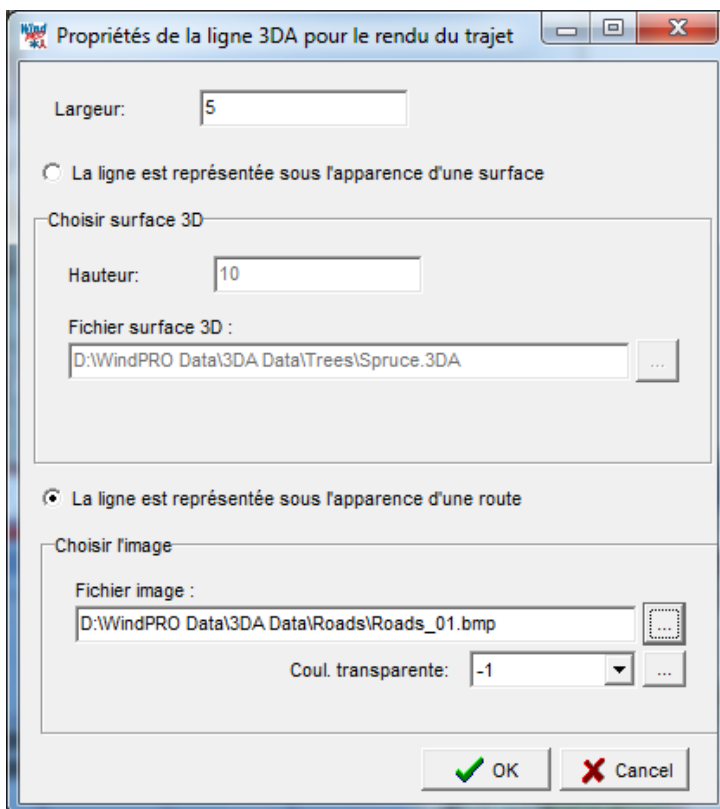 Propriétés de la ligne 3DA pour le rendu du trajet
Largeur: 5
La ligne est représentée sous l'apparence d'une surface
Choisir surface 3D
Hauteur: 10
Fichier surface 3D :
D:\WindPRO Data\3DA Data\Trees\Spruce.3DA
...
La ligne est représentée sous l'apparence d'une route
Choisir l'image
Fichier image :
D:\WindPRO Data\3DA Data\Roads\Roads_01.bmp
...
Coul. transparente: -1
...
OK
Cancel